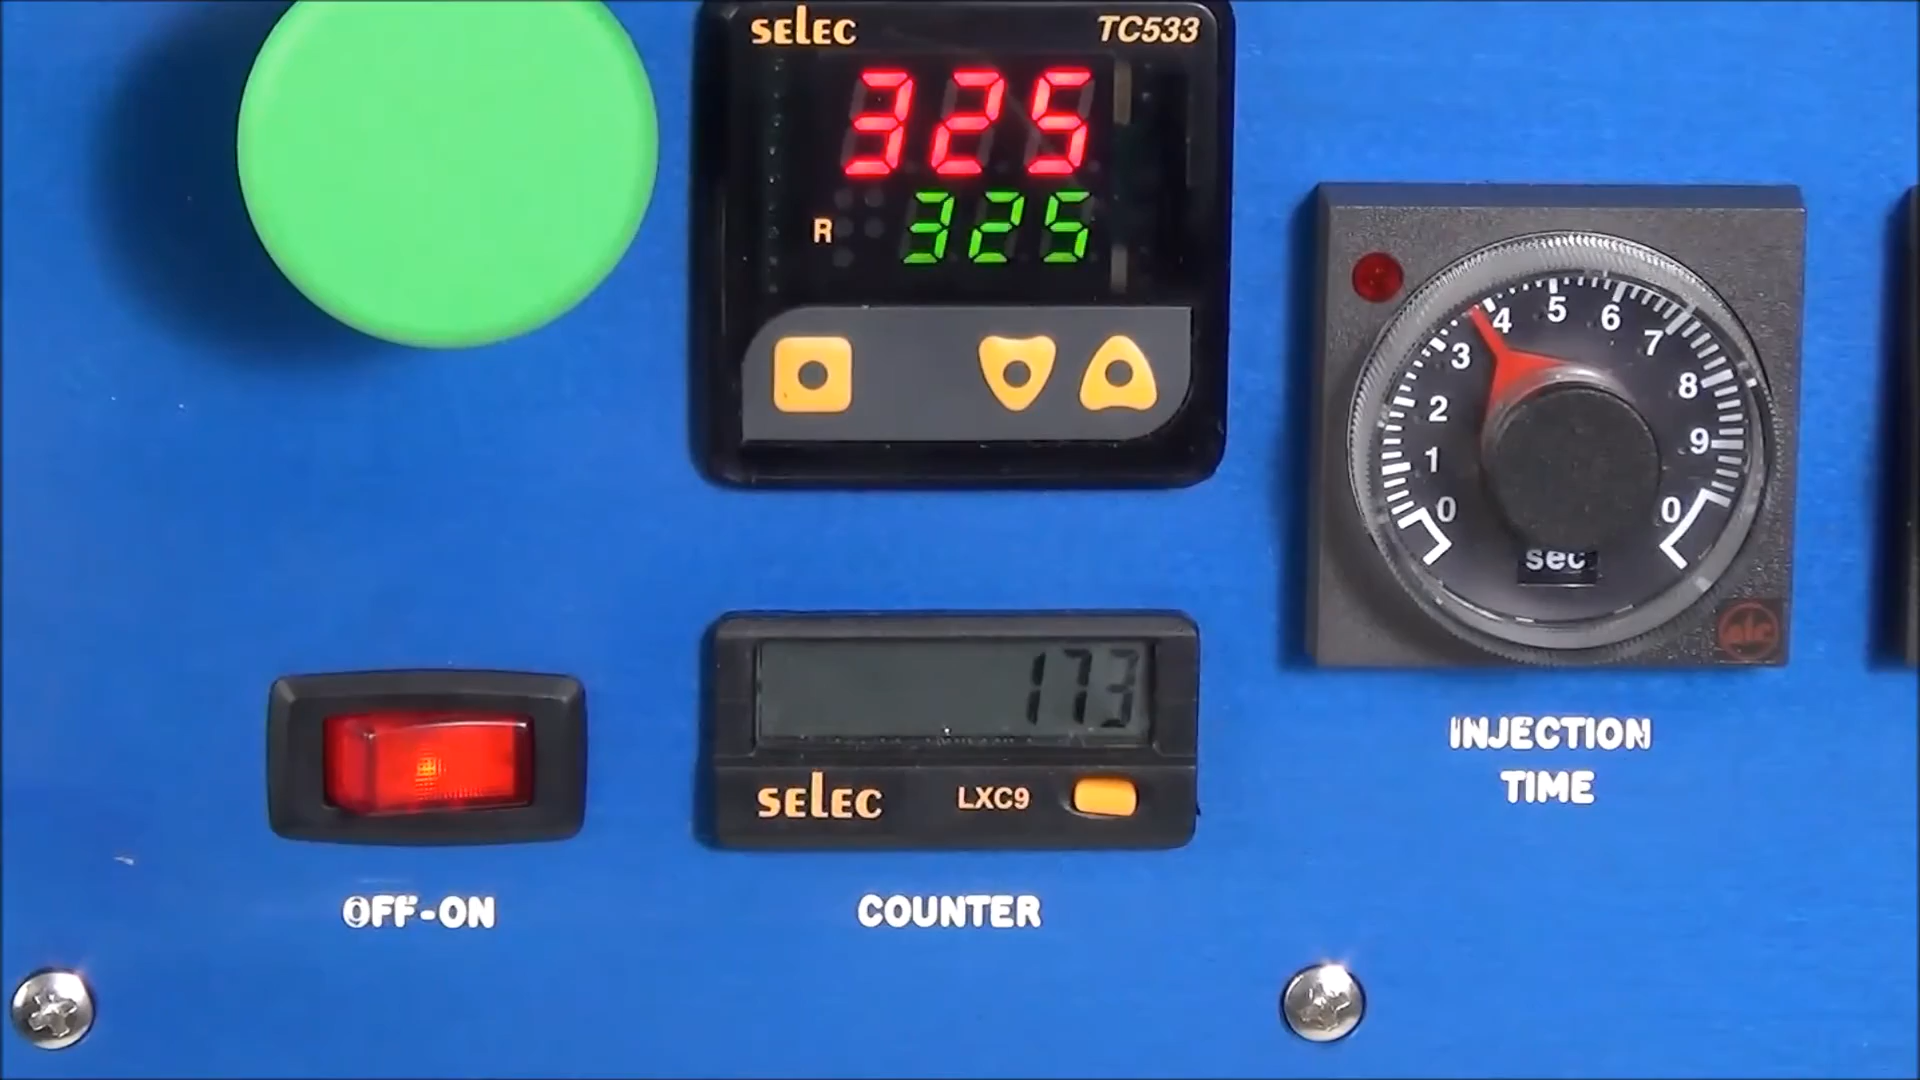 SELEC TC533
325
R 325
4 5 6
3 7
2 8
1 9
0 0
sec
173
SELEC LXC9
INJECTION
TIME
OFF-ON
COUNTER